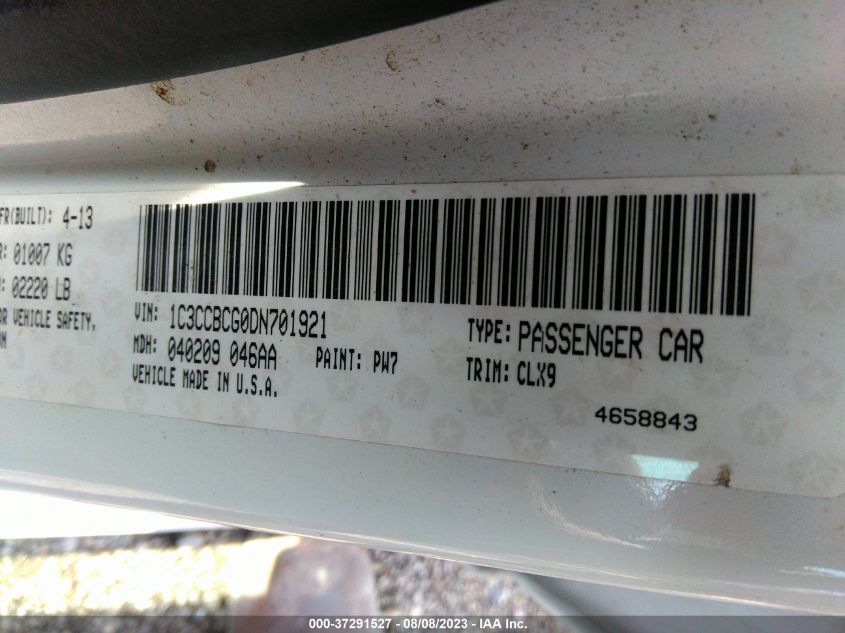 FR(BUILT): 4-13
R: 01007 KG
: 02220 LB
OR VEHICLE SAFETY,
ON
VIN: 1C3CCBCG0DN701921
TYPE: PASSENGER CAR
MDH: 040209 046AA
PAINT: PW7
TRIM: CLX9
VEHICLE MADE IN U.S.A.
4658843
000-37291527 - 08/08/2023 - IAA Inc.